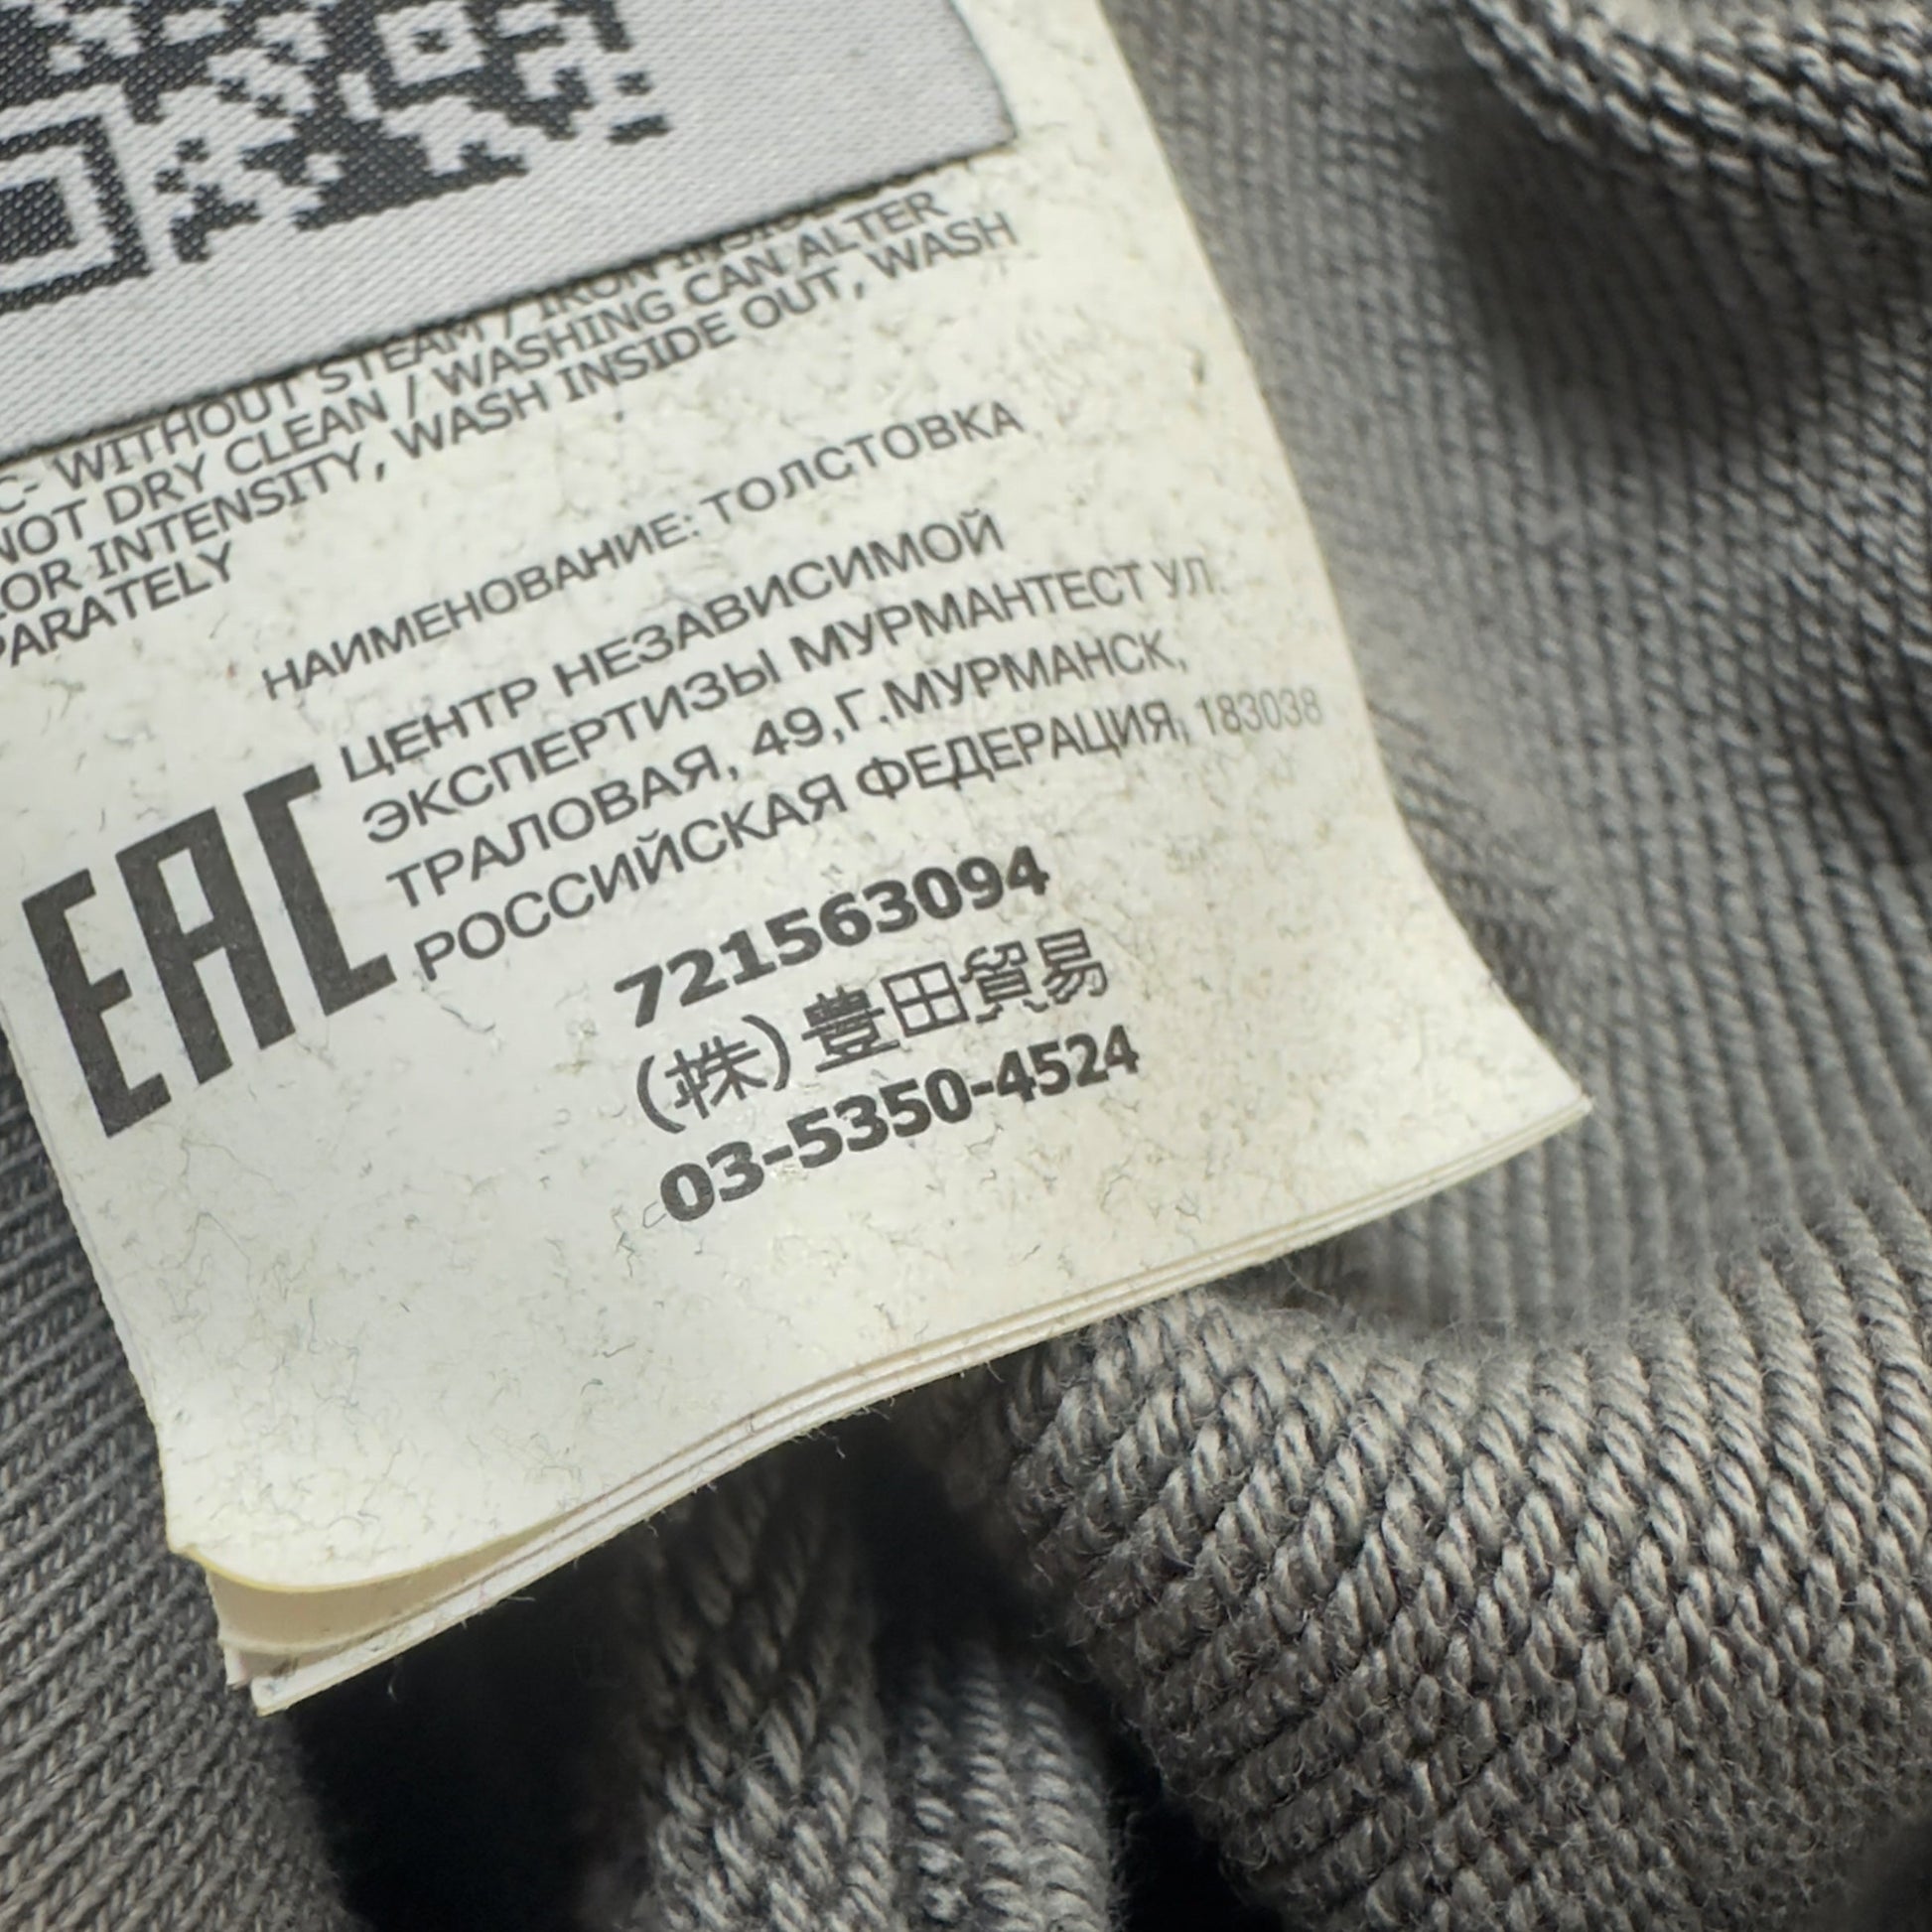 C- WITHOUT STEAM / IRON INSIDE
NOT DRY CLEAN / WASHING CAN ALTER
LOR INTENSITY, WASH INSIDE OUT, WASH
PARATELY
НАИМЕНОВАНИЕ: ТОЛСТОВКА
ЦЕНТР НЕЗАВИСИМОЙ
ЭКСПЕРТИЗЫ МУРМАНТЕСТ УЛ.
ТРАЛОВАЯ, 49,Г.МУРМАНСК,
РОССИЙСКАЯ ФЕДЕРАЦИЯ, 183038
EAC
721563094
(株)豊田貿易
03-5350-4524